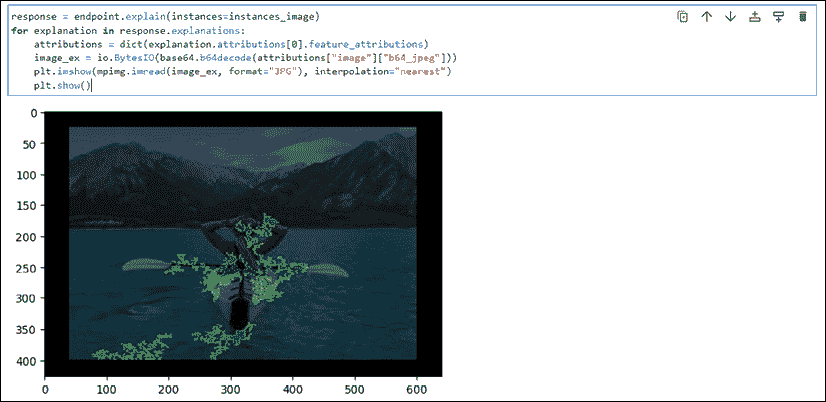 response = endpoint.explain(instances=instances_image)
for explanation in response.explanations:
    attributions = dict(explanation.attributions[0].feature_attributions)
    image_ex = io.BytesIO(base64.b64decode(attributions["image"]["b64_jpeg"]))
    plt.imshow(mpimg.imread(image_ex, format="JPG"), interpolation="nearest")
    plt.show()
0
50
100
150
200
250
300
350
400
0 100 200 300 400 500 600